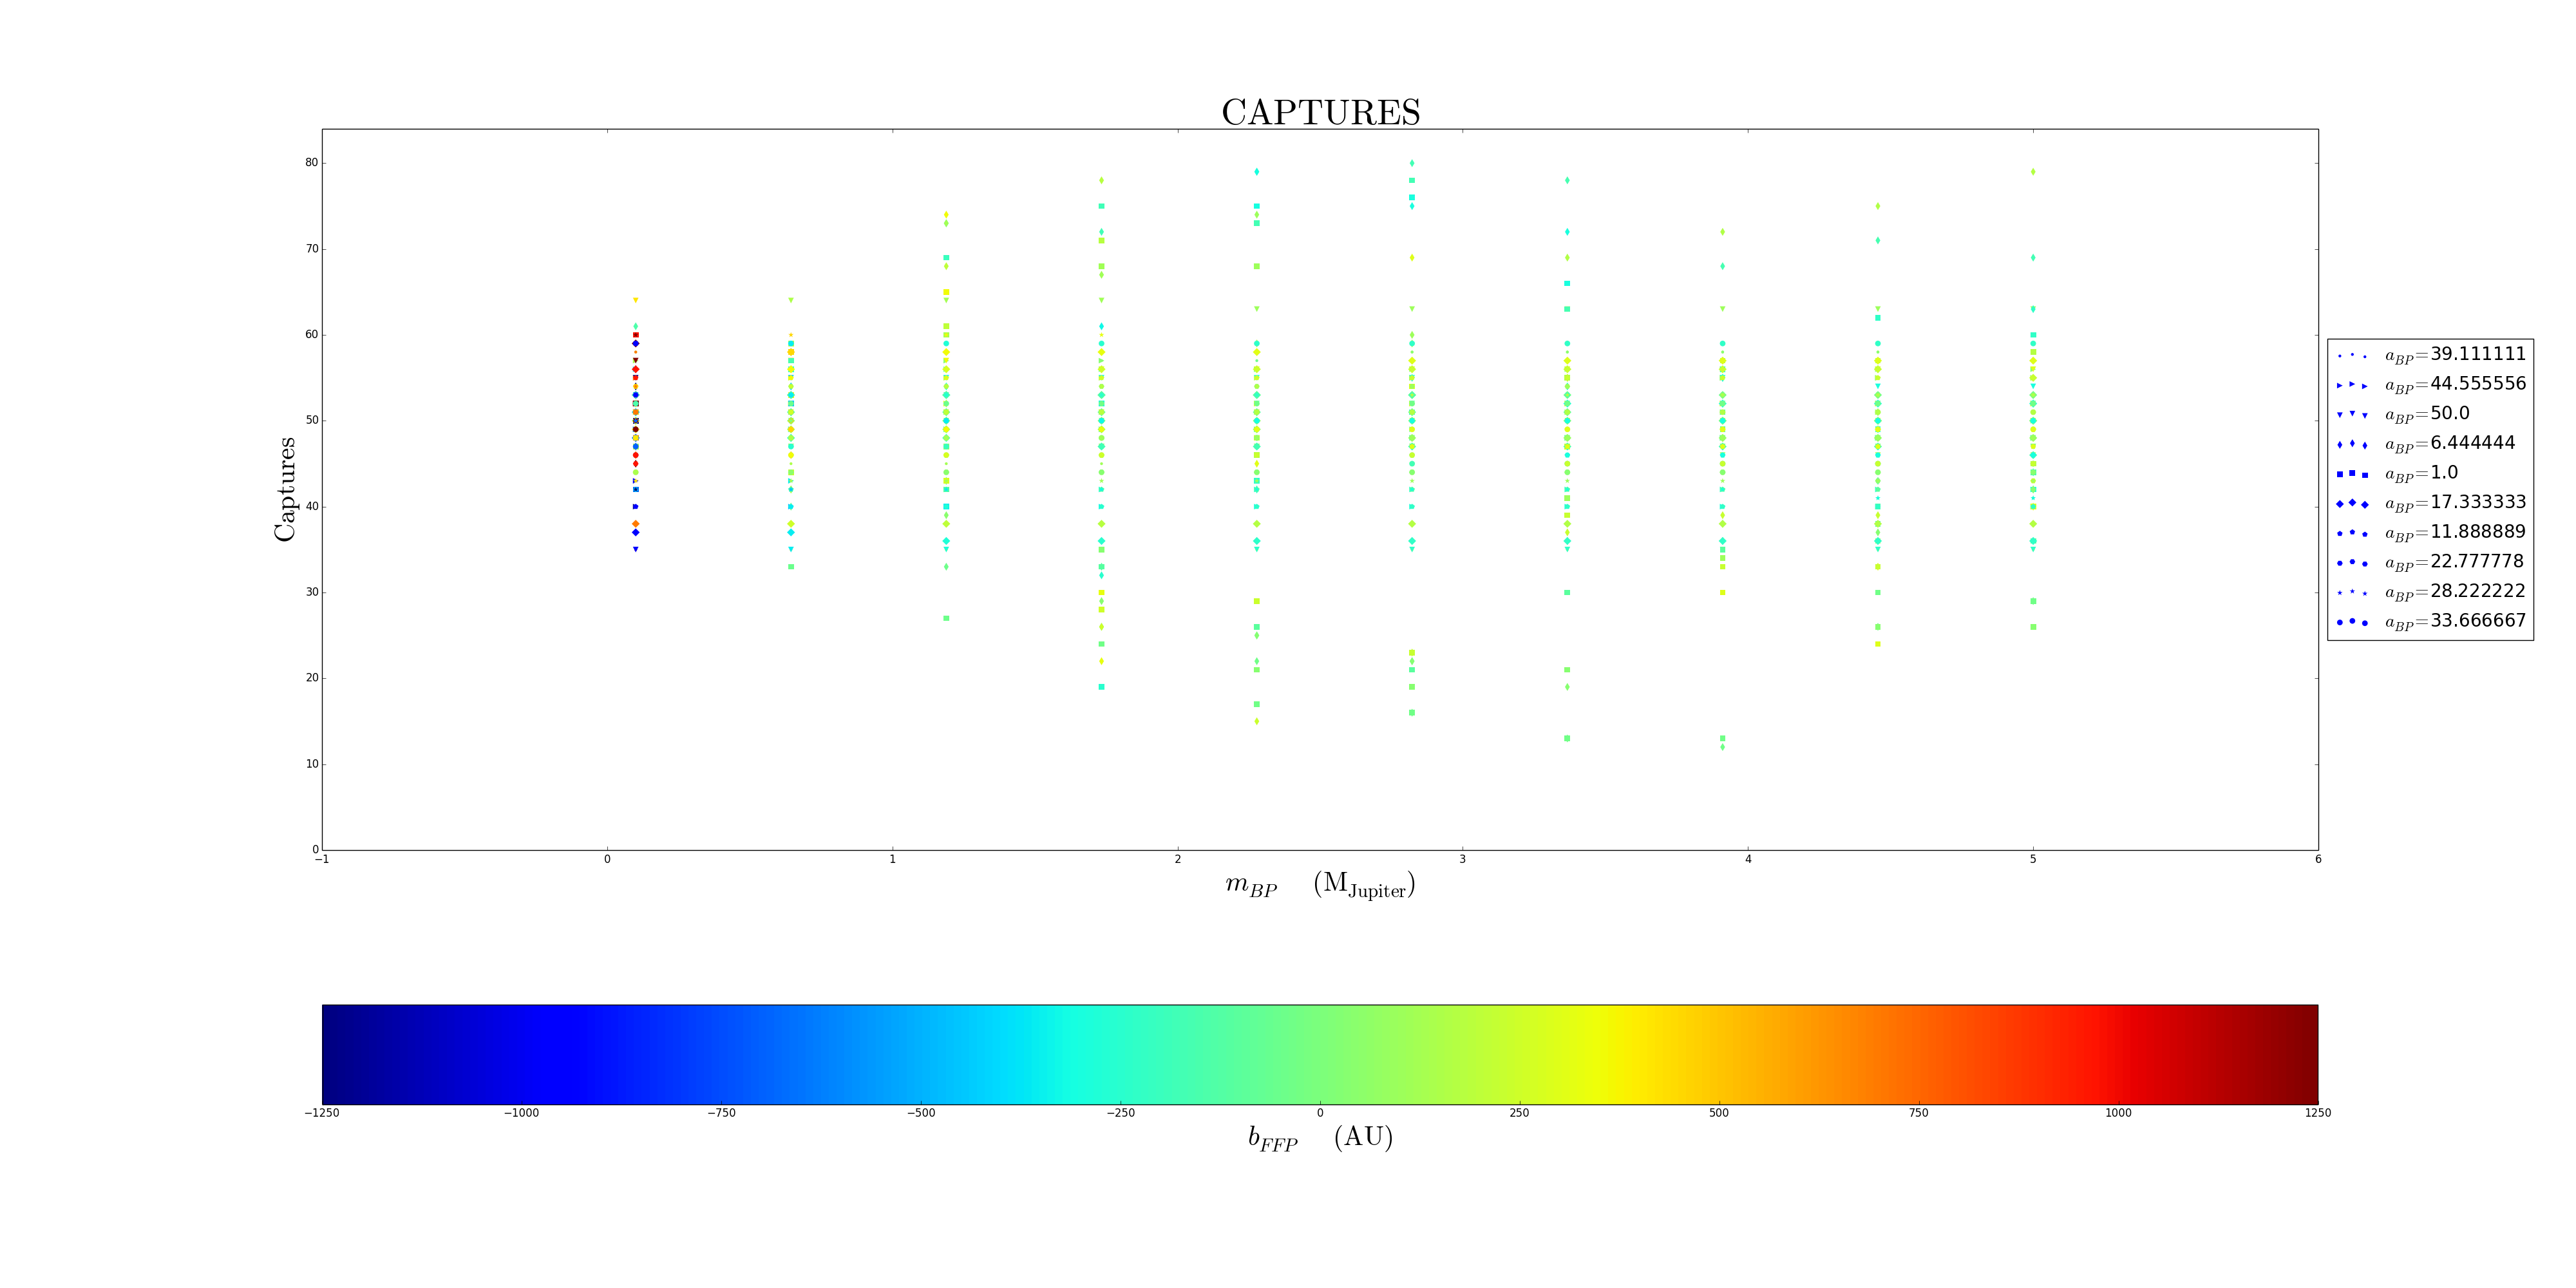 CAPTURES
Captures
80
70
60
50
40
30
20
10
0
−1 0 1 2 3 4 5 6
m_BP (M_Jupiter)
a_BP=39.111111
a_BP=44.555556
a_BP=50.0
a_BP=6.444444
a_BP=1.0
a_BP=17.333333
a_BP=11.888889
a_BP=22.777778
a_BP=28.222222
a_BP=33.666667
−1250 −1000 −750 −500 −250 0 250 500 750 1000 1250
b_FFP (AU)